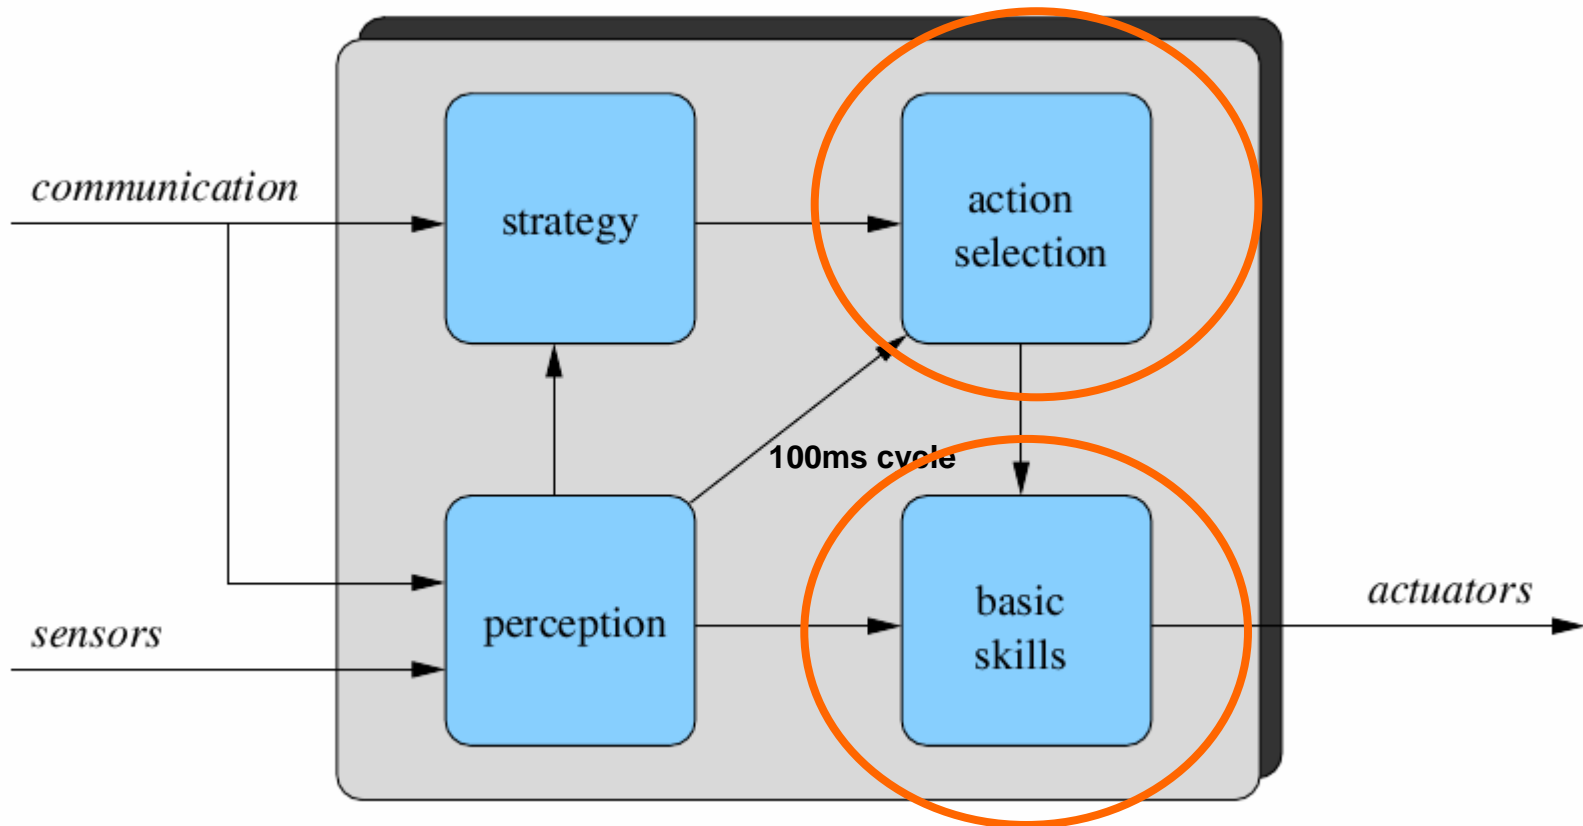 communication
strategy
action
selection
100ms cycle
sensors
perception
basic
skills
actuators